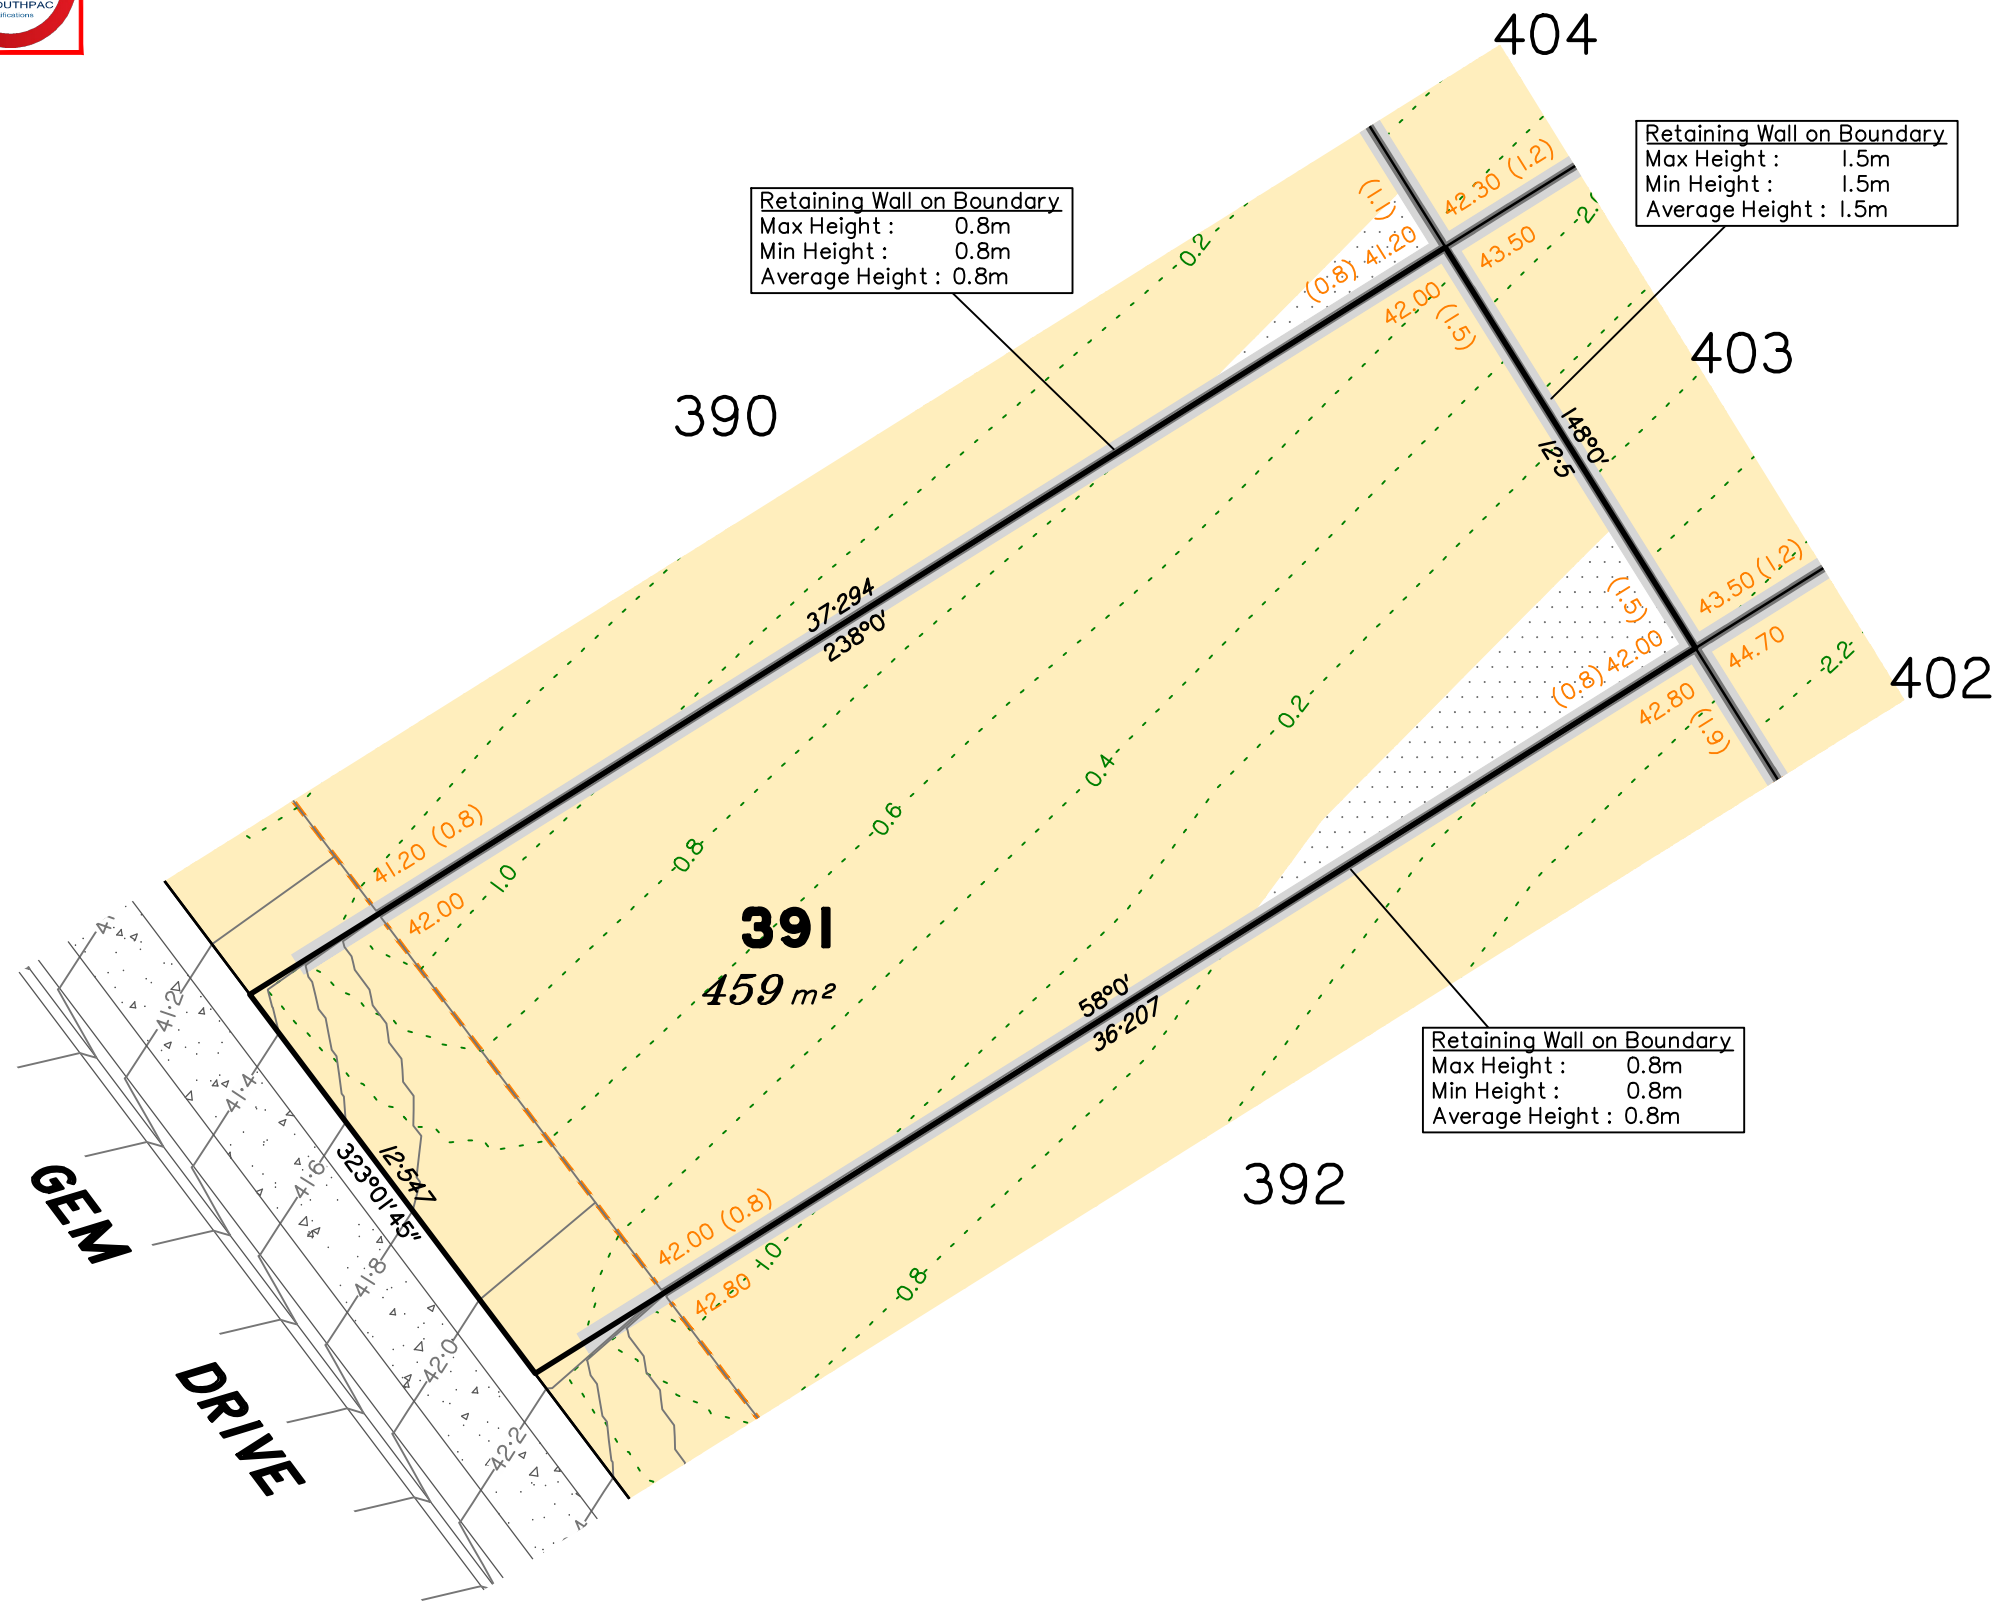 OUTHPAC
ifications
404
Retaining Wall on Boundary
Max Height : 1.5m
Min Height : 1.5m
Average Height : 1.5m
Retaining Wall on Boundary
Max Height : 0.8m
Min Height : 0.8m
Average Height : 0.8m
42.30 (1.2)
(1.1)
(0.8) 41.20
43.50
42.00
(1.5)
0.2
403
390
148°0'
12·5
37·294
238°0'
43.50 (1.2)
(1.5)
(0.8) 42.00
44.70
42.80
(1.9)
2.2
402
0.2
0.4
0.6
0.8
1.0
41.20 (0.8)
42.00
391
459 m²
58°0'
36·207
Retaining Wall on Boundary
Max Height : 0.8m
Min Height : 0.8m
Average Height : 0.8m
392
41·2
41·4
41·6
41·8
42·0
42·2
12·547
323°01'45"
42.00 (0.8)
42.80
1.0
0.8
GEM
DRIVE